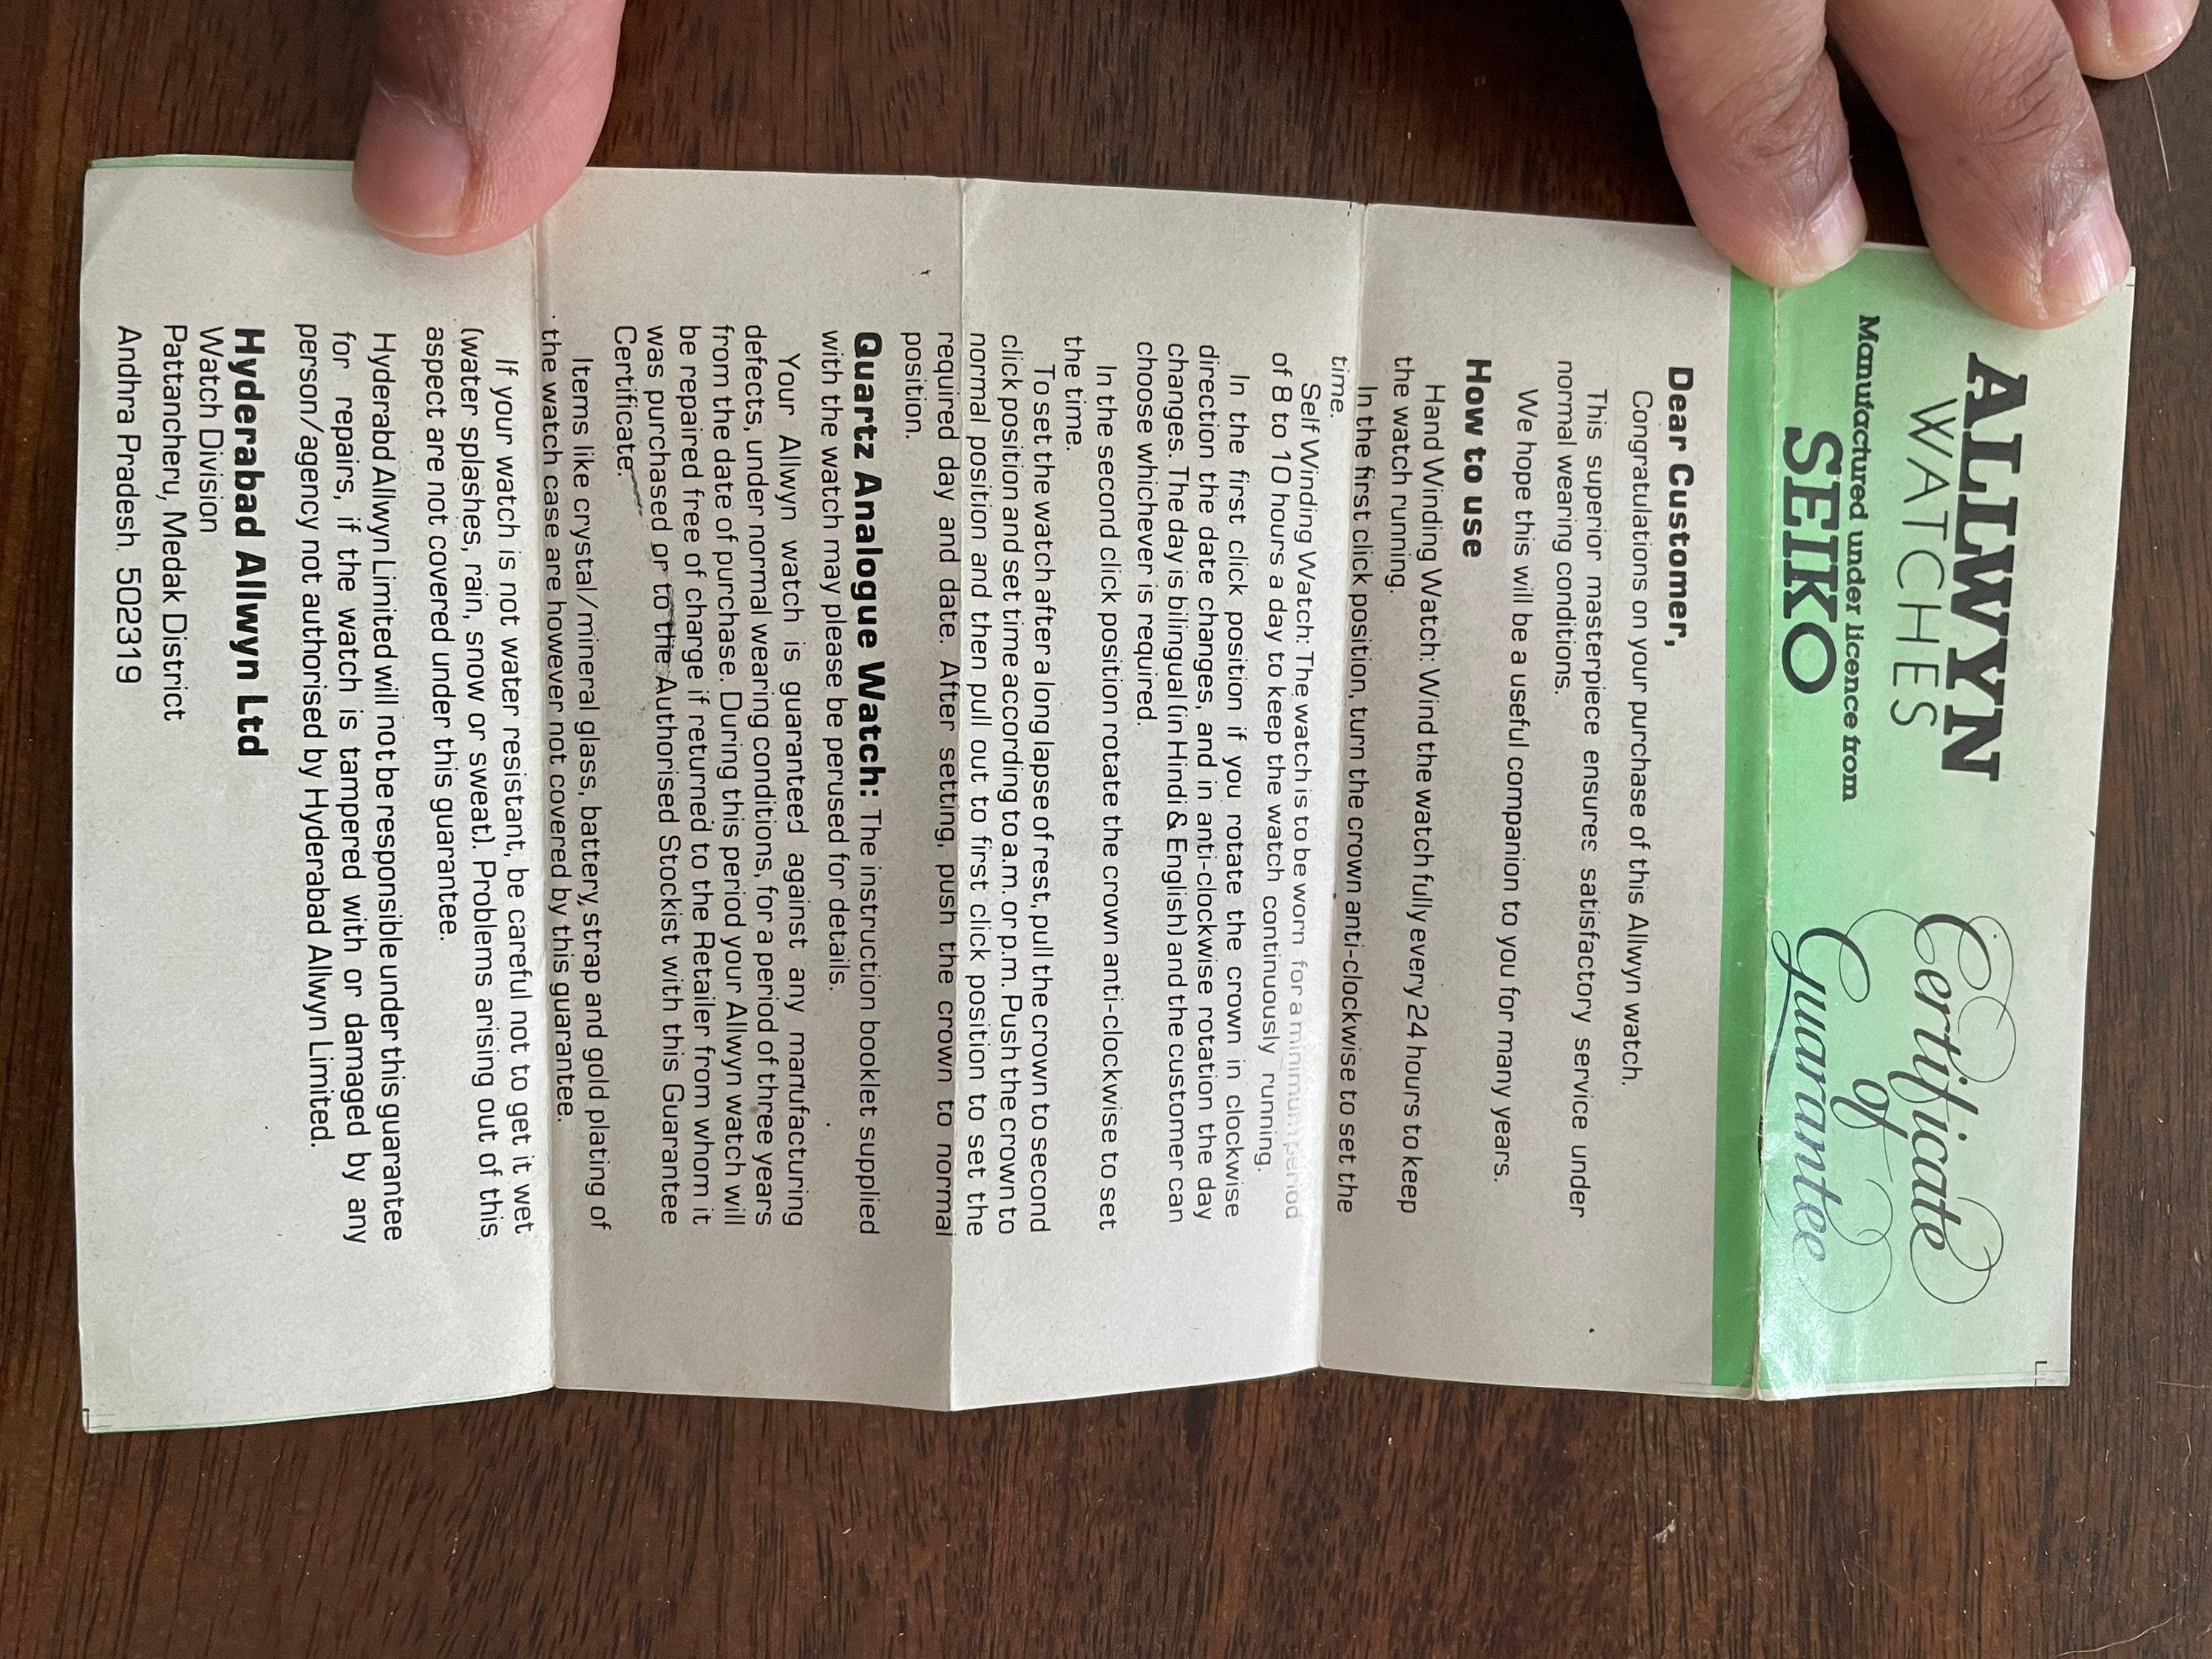 ALLWYN
WATCHES
Manufactured under licence from
SEIKO
Certificate
of
Guarantee
Dear Customer,
Congratulations on your purchase of this Allwyn watch.
This superior masterpiece ensures satisfactory service under
normal wearing conditions.
We hope this will be a useful companion to you for many years.
How to use
Hand Winding Watch: Wind the watch fully every 24 hours to keep
the watch running.
In the first click position, turn the crown anti-clockwise to set the
time.
Self Winding Watch: The watch is to be worn for a minimum period
of 8 to 10 hours a day to keep the watch continuously running.
In the first click position if you rotate the crown in clockwise
direction the date changes, and in anti-clockwise rotation the day
changes. The day is bilingual (in Hindi & English) and the customer can
choose whichever is required.
In the second click position rotate the crown anti-clockwise to set
the time.
To set the watch after a long lapse of rest, pull the crown to second
click position and set time according to a.m. or p.m. Push the crown to
normal position and then pull out to first click position to set the
required day and date. After setting, push the crown to normal
position.
Quartz Analogue Watch: The instruction booklet supplied
with the watch may please be perused for details.
Your Allwyn watch is guaranteed against any manufacturing
defects, under normal wearing conditions, for a period of three years
from the date of purchase. During this period your Allwyn watch will
be repaired free of charge if returned to the Retailer from whom it
was purchased or to the Authorised Stockist with this Guarantee
Certificate.
Items like crystal/mineral glass, battery, strap and gold plating of
the watch case are however not covered by this guarantee.
If your watch is not water resistant, be careful not to get it wet
(water splashes, rain, snow or sweat). Problems arising out of this
aspect are not covered under this guarantee.
Hyderabd Allwyn Limited will not be responsible under this guarantee
for repairs, if the watch is tampered with or damaged by any
person/agency not authorised by Hyderabad Allwyn Limited.
Hyderabad Allwyn Ltd
Watch Division
Pattancheru, Medak District
Andhra Pradesh 502319